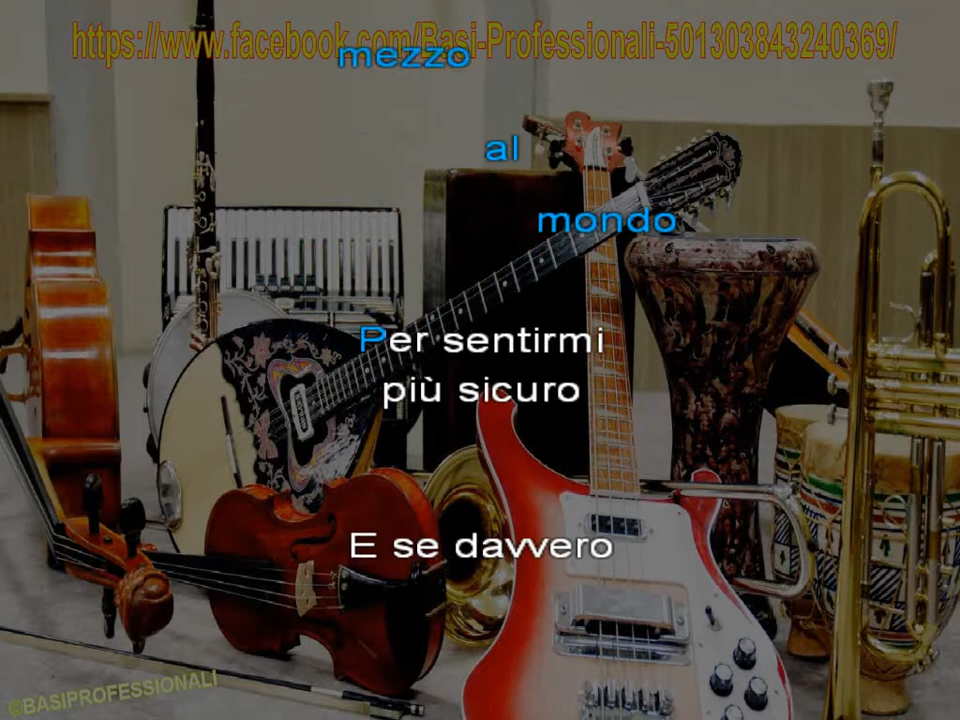 https://www.facebook.com/Basi-Professionali-501303843240369/
mezzo
al
mondo
Per sentirmi
più sicuro
E se davvero
©BASIPROFESSIONALI